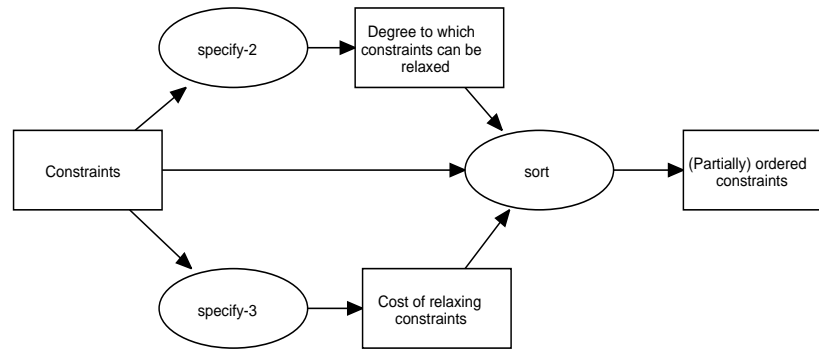 specify-2
Degree to which
constraints can be
relaxed
Constraints
sort
(Partially) ordered
constraints
specify-3
Cost of relaxing
constraints